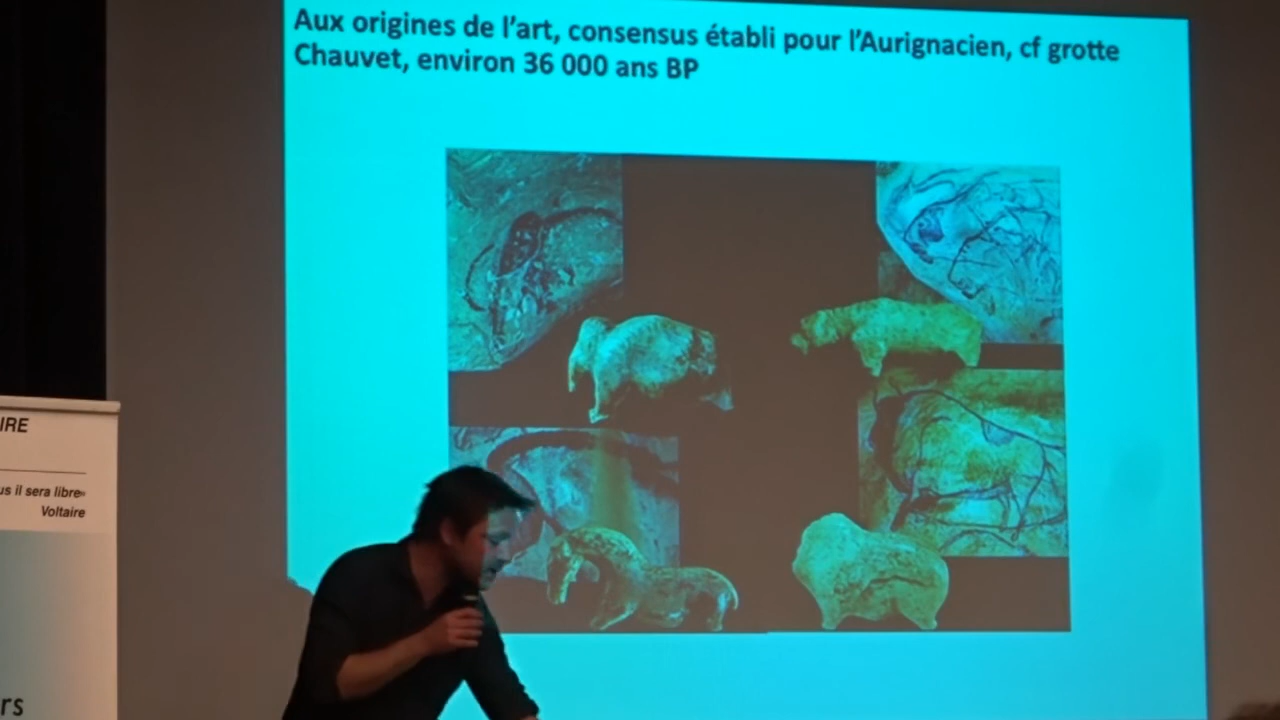 Aux origines de l'art, consensus établi pour l'Aurignacien, cf grotte
Chauvet, environ 36 000 ans BP
IRE
us il sera libre»
Voltaire
rs